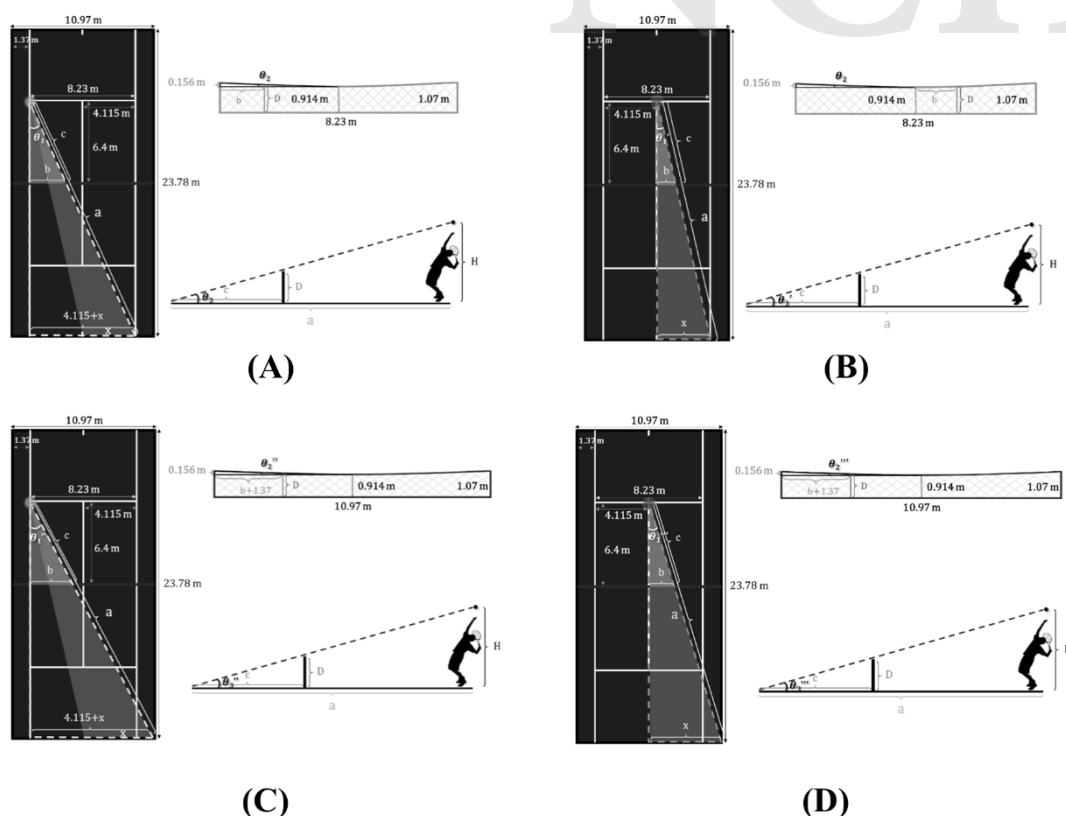 10.97 m
1.37 m
8.23 m
4.115 m
6.4 m
θ₁
c
b
a
23.78 m
4.115+x
x
0.156 m
θ₂
b
D
0.914 m
1.07 m
8.23 m
θ₂
c
D
H
a
(A)
10.97 m
1.37 m
8.23 m
4.115 m
6.4 m
θ₁'
c
b
a
23.78 m
x
0.156 m
θ₂
0.914 m
b
D
1.07 m
8.23 m
θ₃'
c
D
H
a
(B)
10.97 m
1.37 m
8.23 m
4.115 m
6.4 m
θ₁''
c
b
a
23.78 m
4.115+x
x
0.156 m
θ₂''
b+1.37
D
0.914 m
1.07 m
10.97 m
θ₃''
c
D
H
a
(C)
10.97 m
1.37 m
8.23 m
4.115 m
6.4 m
θ₁'''
c
b
a
23.78 m
x
0.156 m
θ₂'''
b+1.37
D
0.914 m
1.07 m
10.97 m
θ₃'''
c
D
a
(D)